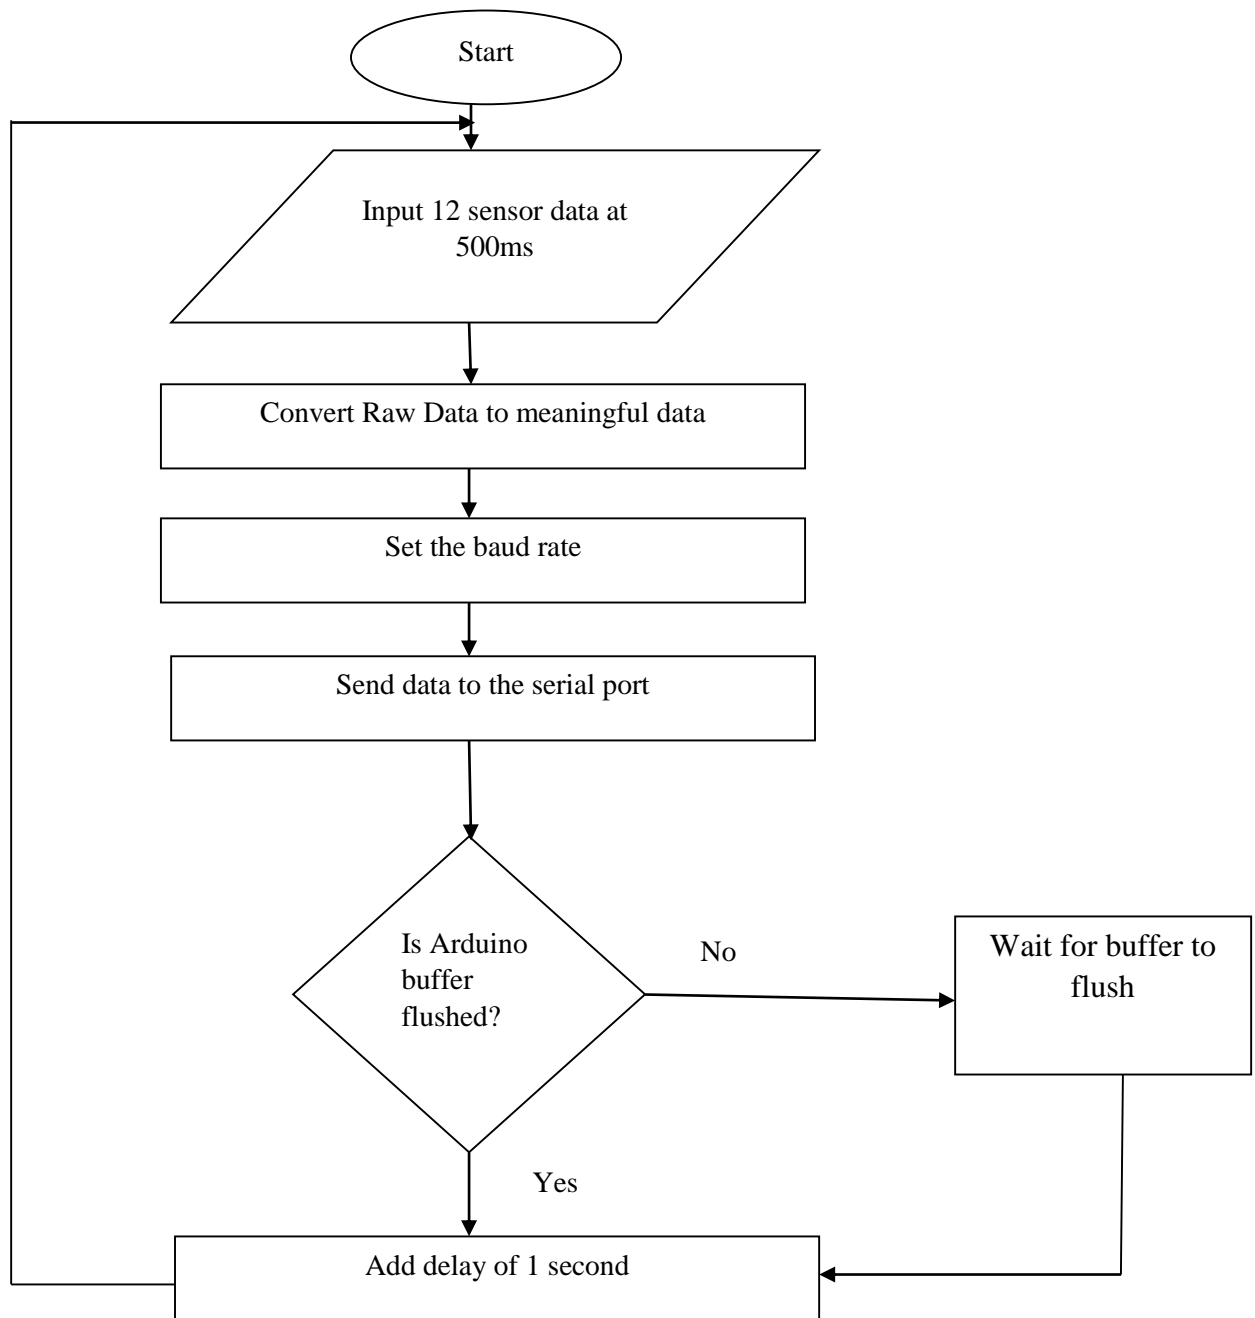 Start
Input 12 sensor data at
500ms
Convert Raw Data to meaningful data
Set the baud rate
Send data to the serial port
Is Arduino
buffer
flushed?
No
Wait for buffer to
flush
Yes
Add delay of 1 second